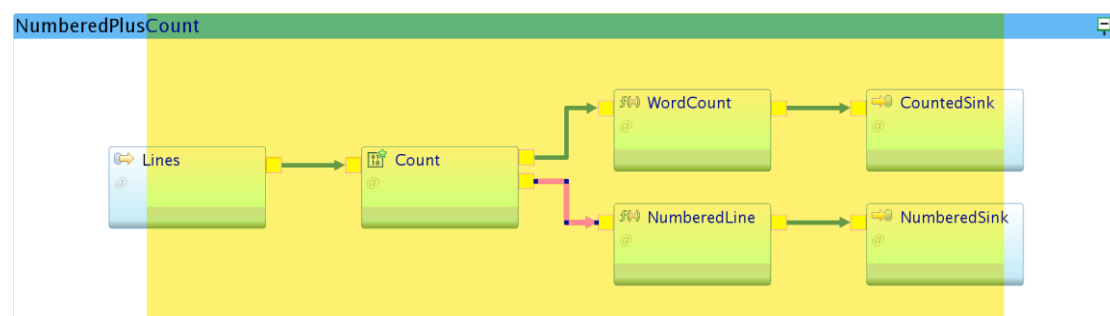 NumberedPlusCount
WordCount
@
CountedSink
@
Lines
@
Count
@
NumberedLine
@
NumberedSink
@